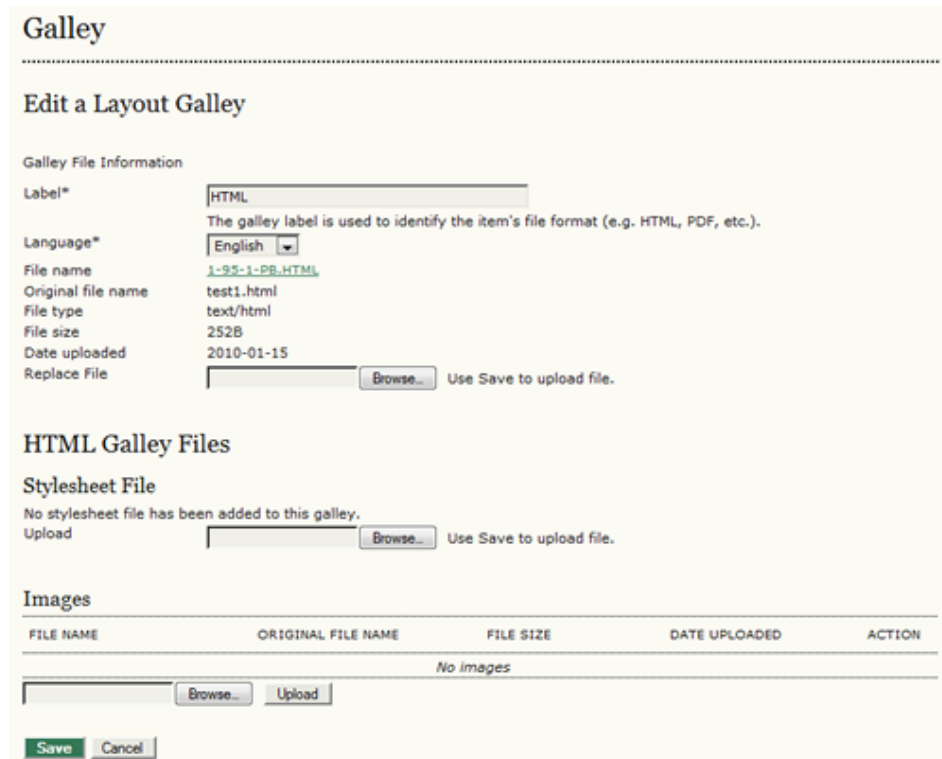 Galley
Edit a Layout Galley
Galley File Information
Label* HTML
The galley label is used to identify the item's file format (e.g. HTML, PDF, etc.).
Language* English
File name 1-95-1-PB.HTML
Original file name test1.html
File type text/html
File size 252B
Date uploaded 2010-01-15
Replace File Browse... Use Save to upload file.
HTML Galley Files
Stylesheet File
No stylesheet file has been added to this galley.
Upload Browse... Use Save to upload file.
Images
FILE NAME ORIGINAL FILE NAME FILE SIZE DATE UPLOADED ACTION
No images
Browse... Upload
Save Cancel